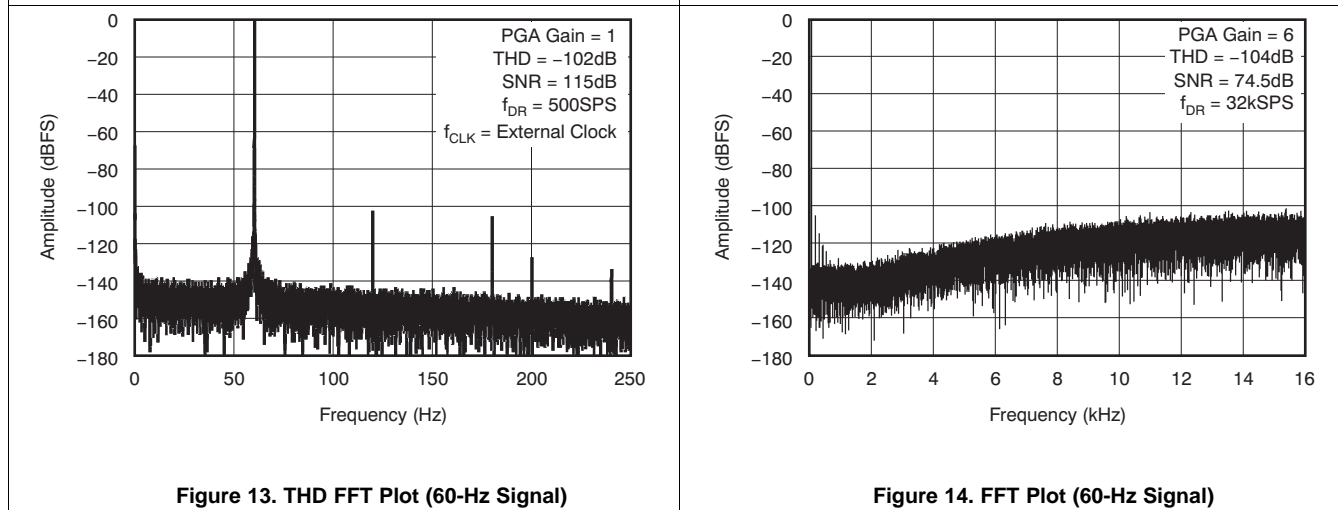 0
−20
−40
−60
−80
−100
−120
−140
−160
−180
Amplitude (dBFS)
PGA Gain = 1
THD = −102dB
SNR = 115dB
fDR = 500SPS
fCLK = External Clock
0 50 100 150 200 250
Frequency (Hz)
Figure 13. THD FFT Plot (60-Hz Signal)
0
−20
−40
−60
−80
−100
−120
−140
−160
−180
Amplitude (dBFS)
PGA Gain = 6
THD = −104dB
SNR = 74.5dB
fDR = 32kSPS
0 2 4 6 8 10 12 14 16
Frequency (kHz)
Figure 14. FFT Plot (60-Hz Signal)